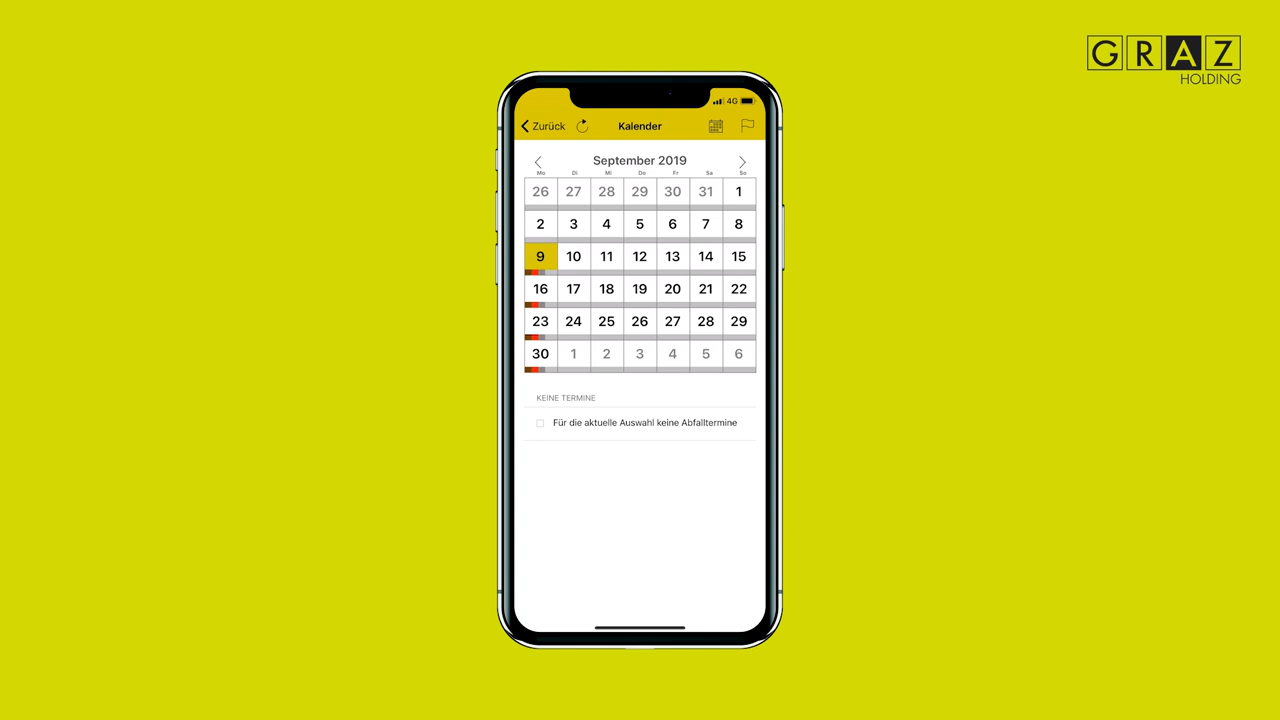 GRAZ
HOLDING
4G
Zurück Kalender
September 2019
Mo Di Mi Do Fr Sa So
26 27 28 29 30 31 1
2 3 4 5 6 7 8
9 10 11 12 13 14 15
16 17 18 19 20 21 22
23 24 25 26 27 28 29
30 1 2 3 4 5 6
KEINE TERMINE
Für die aktuelle Auswahl keine Abfalltermine